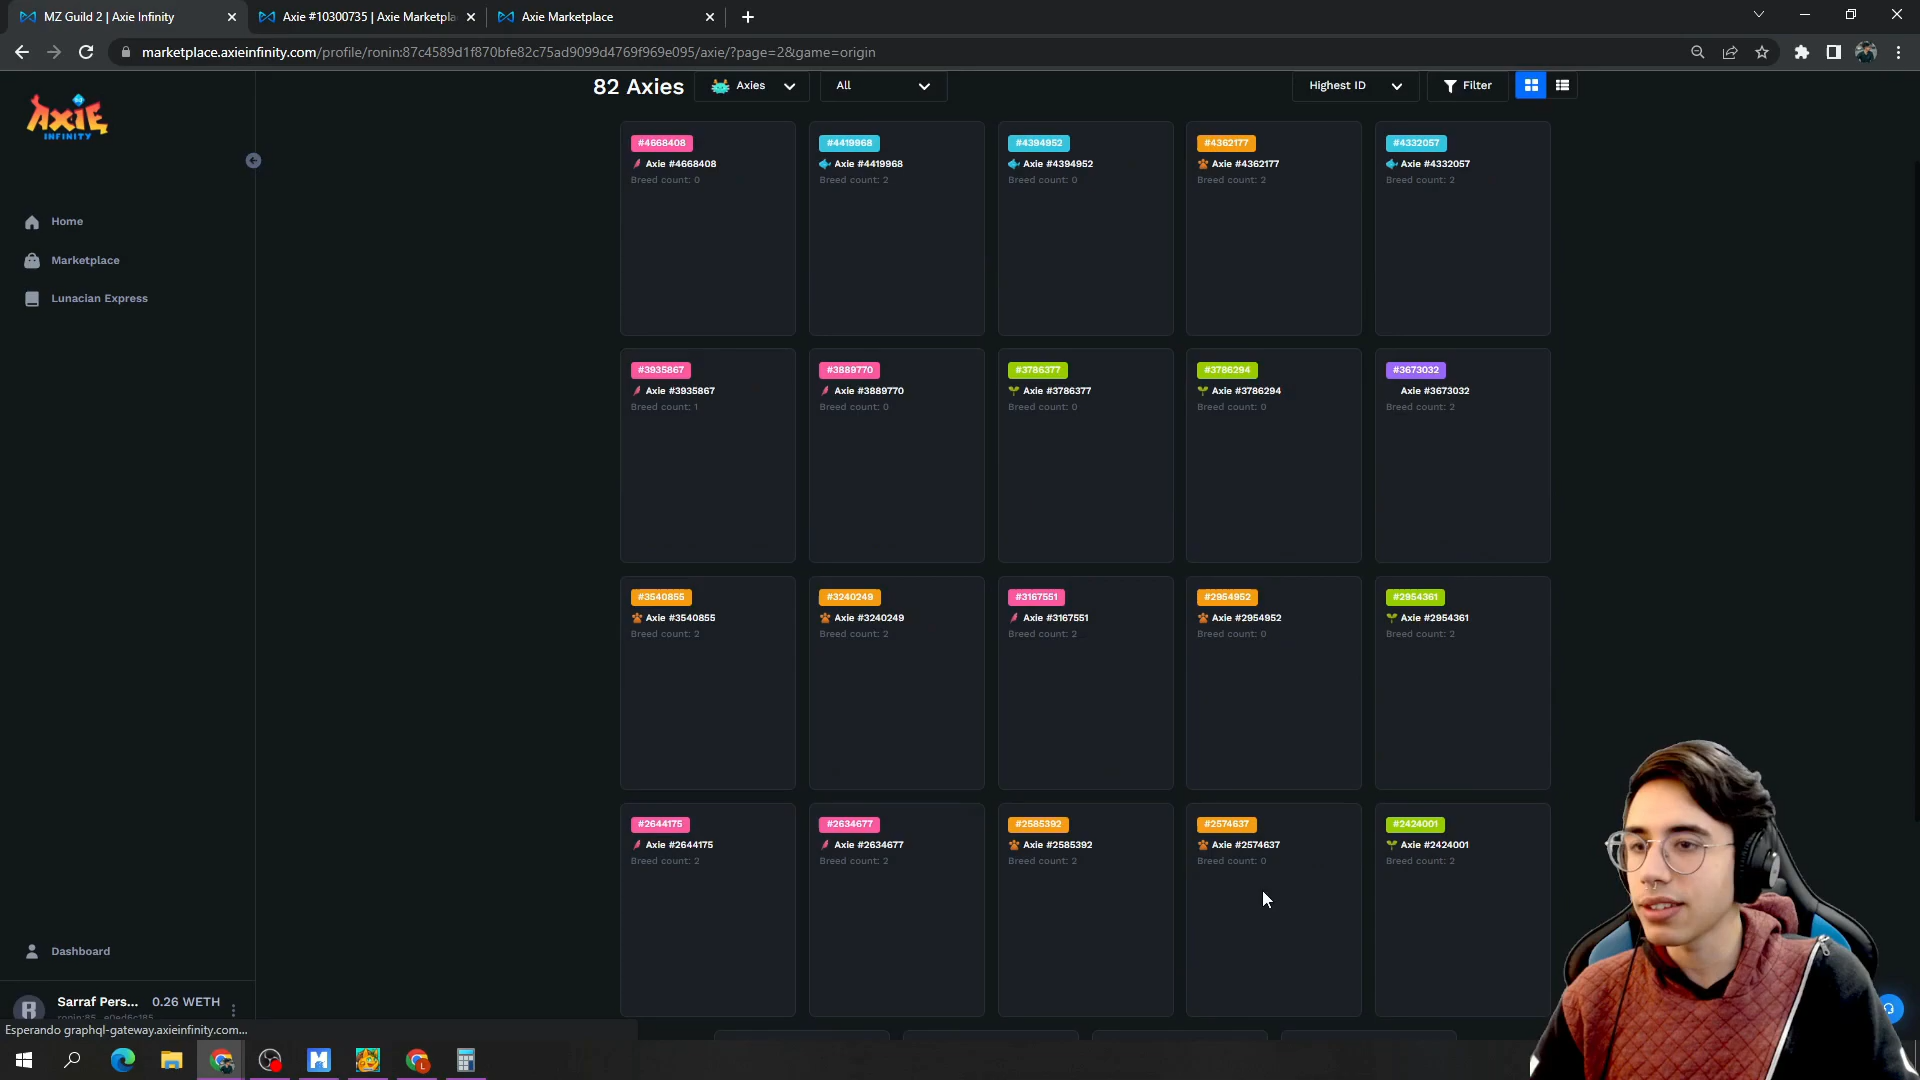 MZ Guild 2 | Axie Infinity
Axie #10300735 | Axie Marketpla
Axie Marketplace
marketplace.axieinfinity.com/profile/ronin:87c4589d1f870bfe82c75ad9099d4769f969e095/axie/?page=2&game=origin
AXIE
INFINITY
82 Axies
Axies
All
Highest ID
Filter
Home
Marketplace
Lunacian Express
#4668408
Axie #4668408
Breed count: 0
#4419968
Axie #4419968
Breed count: 2
#4394952
Axie #4394952
Breed count: 0
#4362177
Axie #4362177
Breed count: 2
#4332057
Axie #4332057
Breed count: 2
#3935867
Axie #3935867
Breed count: 1
#3889770
Axie #3889770
Breed count: 0
#3786377
Axie #3786377
Breed count: 0
#3786294
Axie #3786294
Breed count: 0
#3673032
Axie #3673032
Breed count: 2
#3540855
Axie #3540855
Breed count: 2
#3240249
Axie #3240249
Breed count: 2
#3167551
Axie #3167551
Breed count: 2
#2954952
Axie #2954952
Breed count: 0
#2954361
Axie #2954361
Breed count: 2
#2644175
Axie #2644175
Breed count: 2
#2634677
Axie #2634677
Breed count: 2
#2585392
Axie #2585392
Breed count: 2
#2574637
Axie #2574637
Breed count: 0
#2424001
Axie #2424001
Breed count: 2
Dashboard
Sarraf Pers... 0.26 WETH
Esperando graphql-gateway.axieinfinity.com...